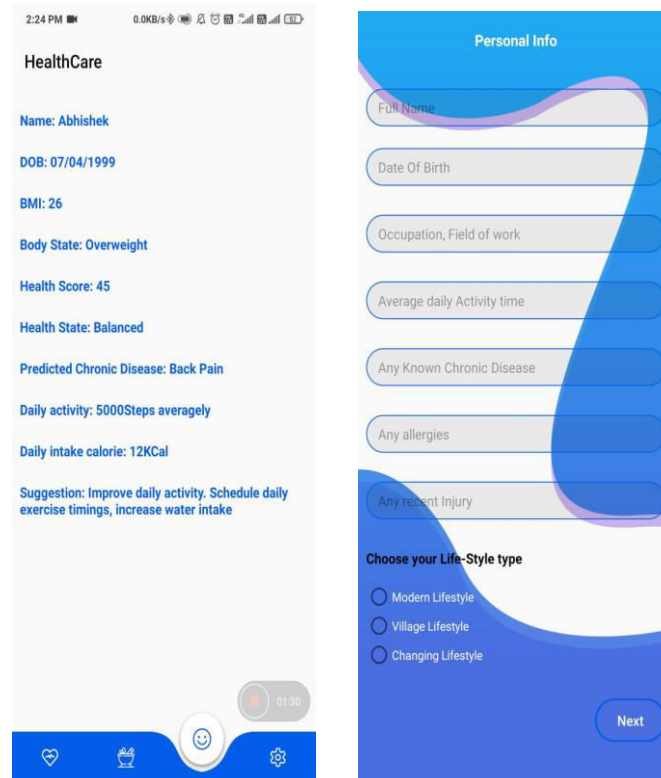 2:24 PM
0.0KB/s
52
HealthCare
Name: Abhishek
DOB: 07/04/1999
BMI: 26
Body State: Overweight
Health Score: 45
Health State: Balanced
Predicted Chronic Disease: Back Pain
Daily activity: 5000Steps averagely
Daily intake calorie: 12KCal
Suggestion: Improve daily activity. Schedule daily
exercise timings, increase water intake
01:30
Personal Info
Full Name
Date Of Birth
Occupation, Field of work
Average daily Activity time
Any Known Chronic Disease
Any allergies
Any recent Injury
Choose your Life-Style type
Modern Lifestyle
Village Lifestyle
Changing Lifestyle
Next